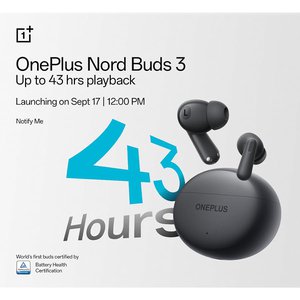 1+
OnePlus Nord Buds 3
Up to 43 hrs playback
Launching on Sept 17 | 12:00 PM
Notify Me
43
Hours
ONEPLUS
World's first buds certified by
Battery Health
Certification